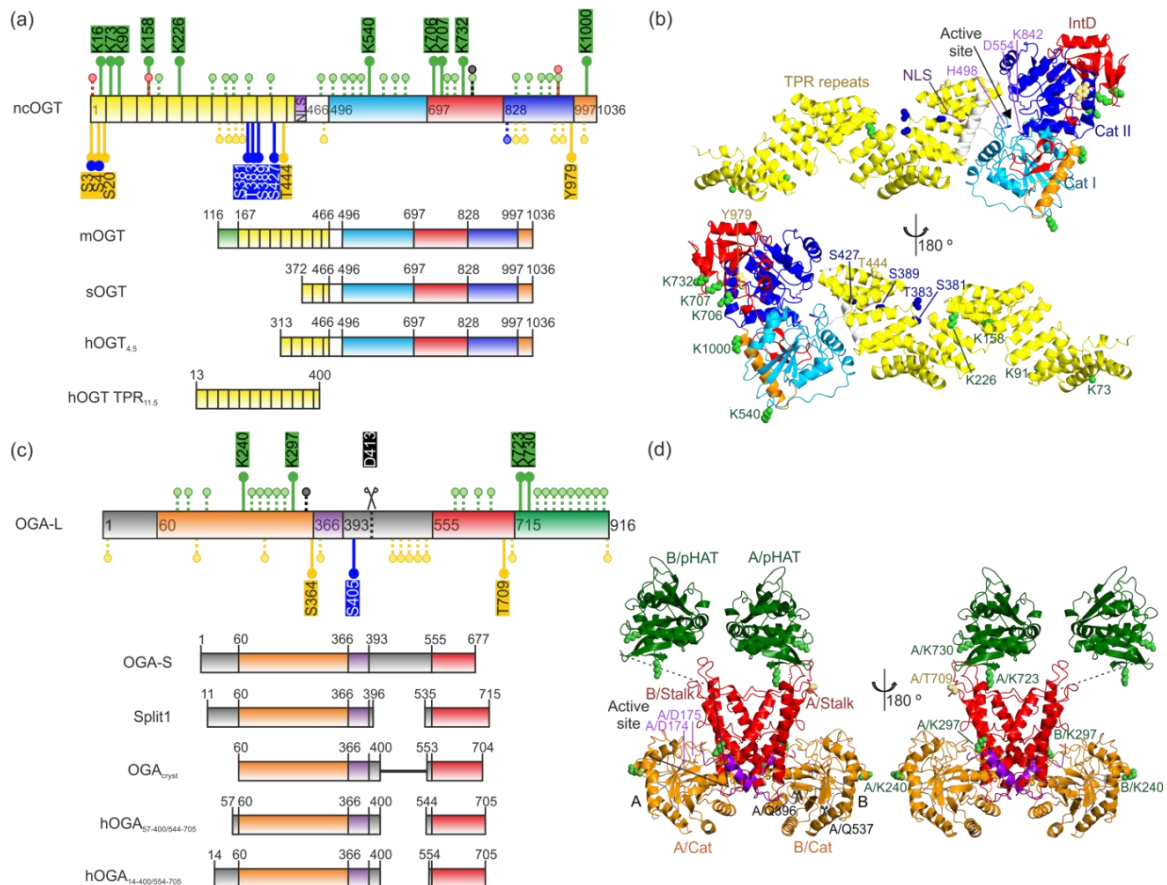 (a)
K16
K73
K90
K158
K226
K540
K706
K707
K732
K1000
ncOGT
1
NLS
466
496
697
828
997
1036
S3
S4
S20
S381
T383
S389
S427
T444
Y979
116 167 466 496 697 828 997 1036
mOGT
372 466 496 697 828 997 1036
sOGT
313 466 496 697 828 997 1036
hOGT4.5
13 400
hOGT TPR11.5
(b)
TPR repeats
NLS
Active
site
H498
D554
K842
IntD
Cat II
Cat I
180 º
Y979
K732
K707
K706
K1000
K540
S427
T444
S389
T383
S381
K158
K226
K91
K73
(c)
K240
K297
D413
K723
K730
OGA-L
1
60
366
393
555
715
916
S364
S405
T709
1 60 366 393 555 677
OGA-S
11 60 366 396 535 715
Split1
60 366 400 553 704
OGAcryst
57 60 366 400 544 705
hOGA57-400/544-705
14 60 366 400 554 705
hOGA14-400/554-705
(d)
B/pHAT A/pHAT
B/Stalk
A/Stalk
Active
site
A/D175
A/D174
A B
A/Q896
A/Q537
A/Cat B/Cat
180 º
A/K730
A/T709
A/K723
A/K297
B/K297
A/K240
B/K240